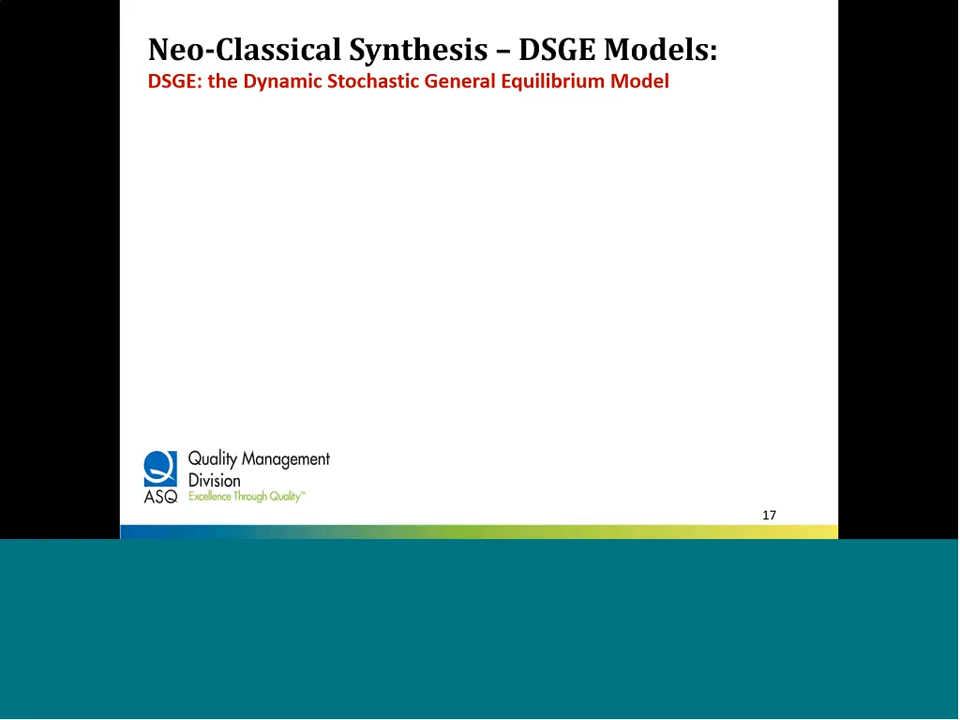 Neo-Classical Synthesis – DSGE Models:
DSGE: the Dynamic Stochastic General Equilibrium Model
Quality Management
Division
ASQ Excellence Through Quality™
17